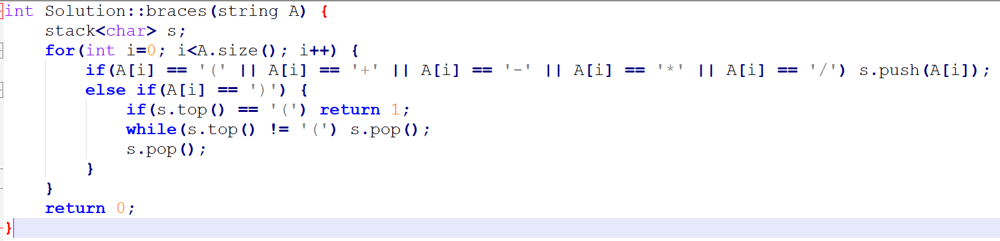 int Solution::braces(string A) {
    stack<char> s;
    for(int i=0; i<A.size(); i++) {
        if(A[i] == '(' || A[i] == '+' || A[i] == '-' || A[i] == '*' || A[i] == '/') s.push(A[i]);
        else if(A[i] == ')') {
            if(s.top() == '(') return 1;
            while(s.top() != '(') s.pop();
            s.pop();
        }
    }
    return 0;
}